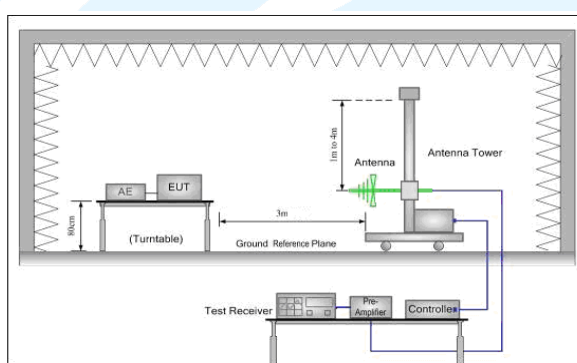 1m to 4m
Antenna
Antenna Tower
AE
EUT
80cm
(Turntable)
3m
Ground Reference Plane
Test Receiver
Pre-
Amplifier
Controller